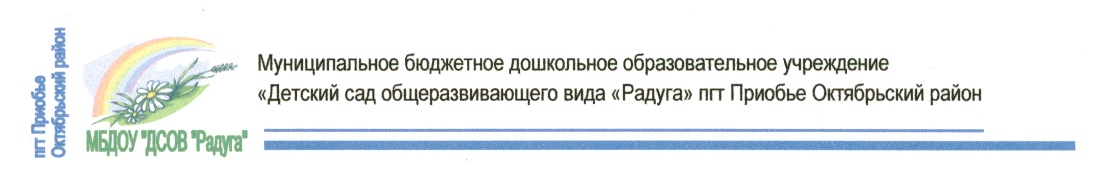 пгт Приобье
Октябрьский район
МБДОУ "ДСОВ "Радуга"
Муниципальное бюджетное дошкольное образовательное учреждение
«Детский сад общеразвивающего вида «Радуга» пгт Приобье Октябрьский район